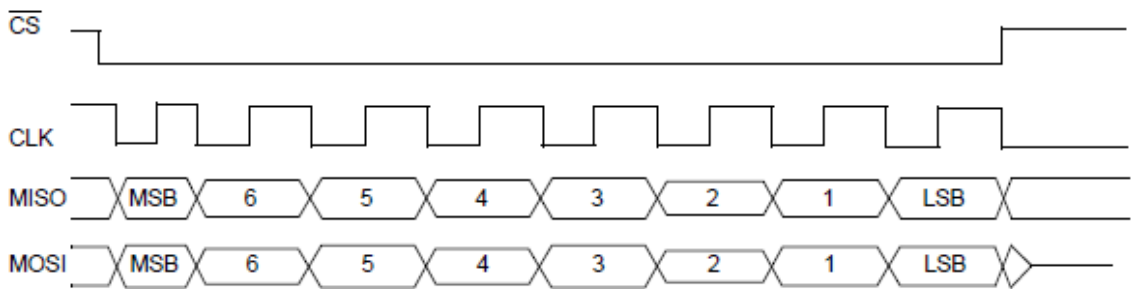 C̅S̅
CLK
MISO MSB 6 5 4 3 2 1 LSB
MOSI MSB 6 5 4 3 2 1 LSB